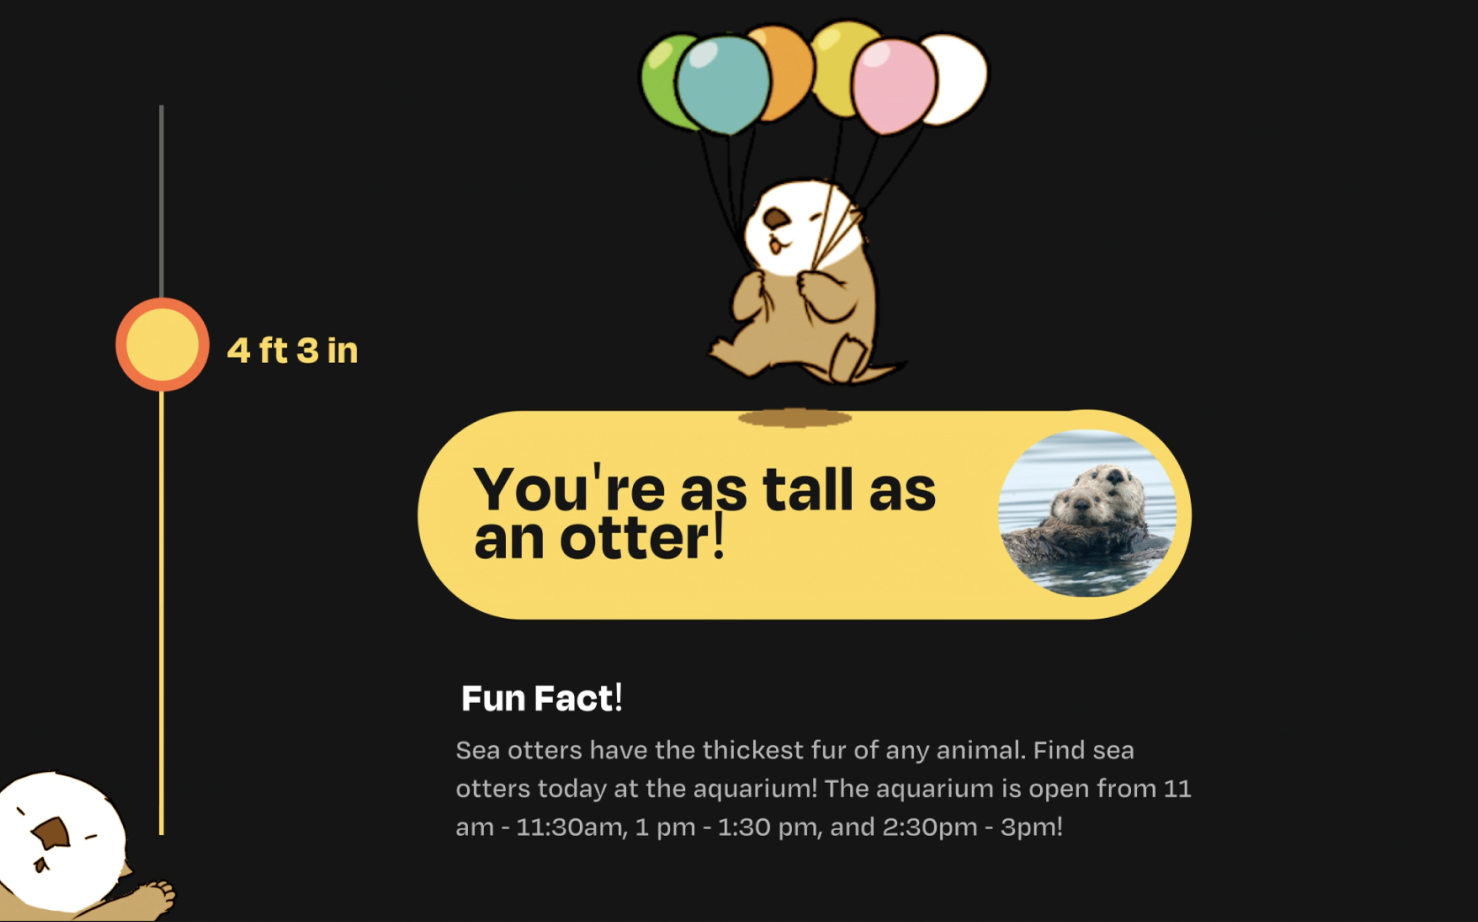 4 ft 3 in
You're as tall as
an otter!
Fun Fact!
Sea otters have the thickest fur of any animal. Find sea
otters today at the aquarium! The aquarium is open from 11
am - 11:30am, 1 pm - 1:30 pm, and 2:30pm - 3pm!